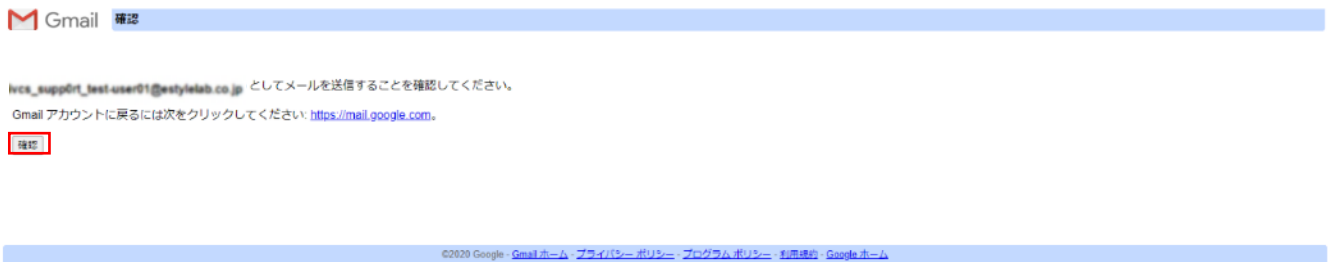 Gmail 確認
ivcs_supp0rt_test-user01@estylelab.co.jp としてメールを送信することを確認してください。
Gmail アカウントに戻るには次をクリックしてください: https://mail.google.com。
確認
©2020 Google - Gmail ホーム - プライバシー ポリシー - プログラム ポリシー - 利用規約 - Google ホーム